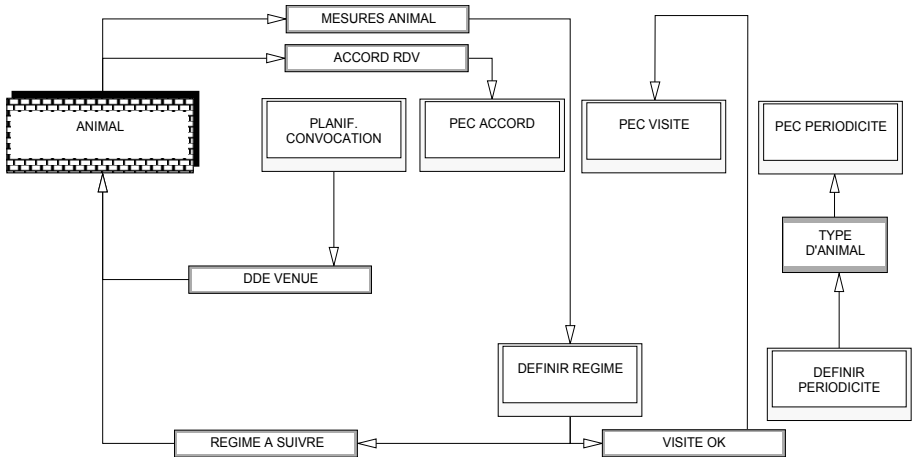 MESURES ANIMAL
ACCORD RDV
ANIMAL
PLANIF.
CONVOCATION
PEC ACCORD
PEC VISITE
PEC PERIODICITE
TYPE
D'ANIMAL
DDE VENUE
DEFINIR REGIME
DEFINIR
PERIODICITE
REGIME A SUIVRE
VISITE OK